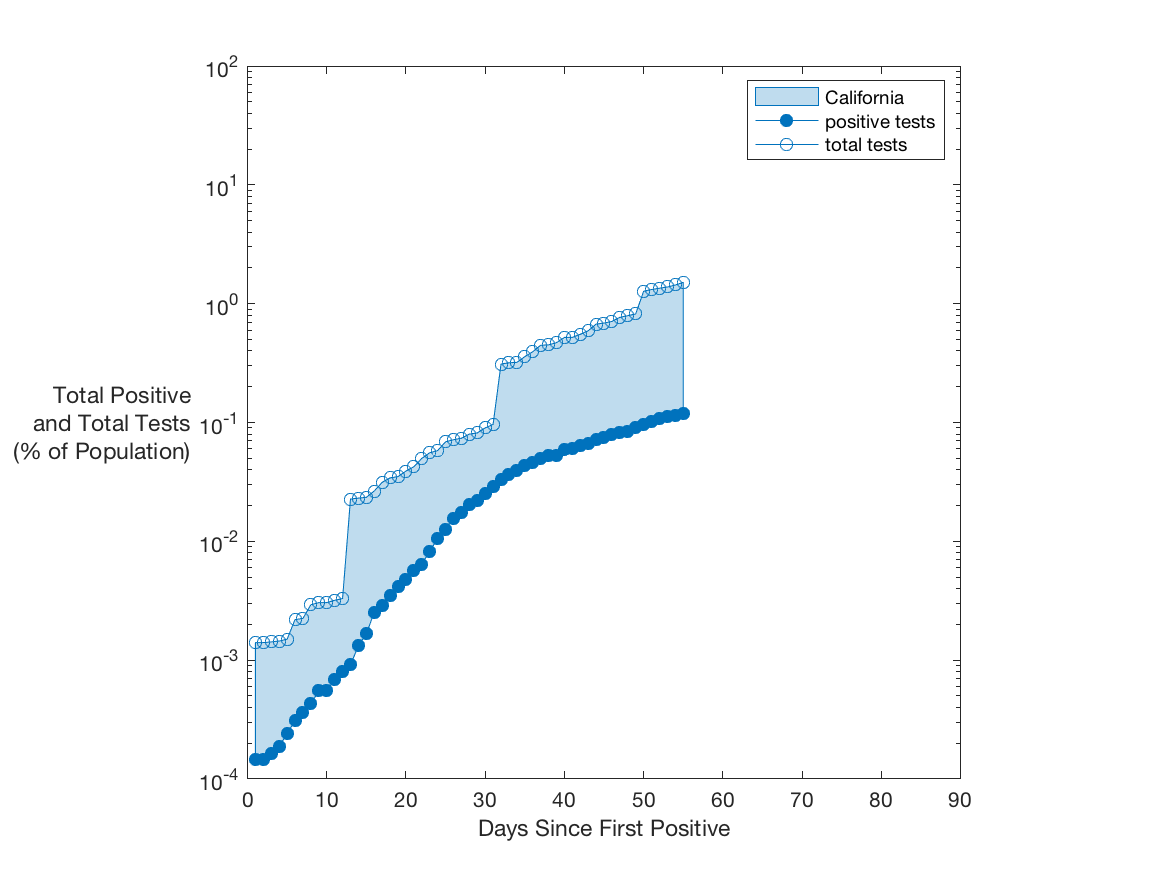 10^2
10^1
10^0
10^-1
10^-2
10^-3
10^-4
Total Positive
and Total Tests
(% of Population)
California
positive tests
total tests
0 10 20 30 40 50 60 70 80 90
Days Since First Positive